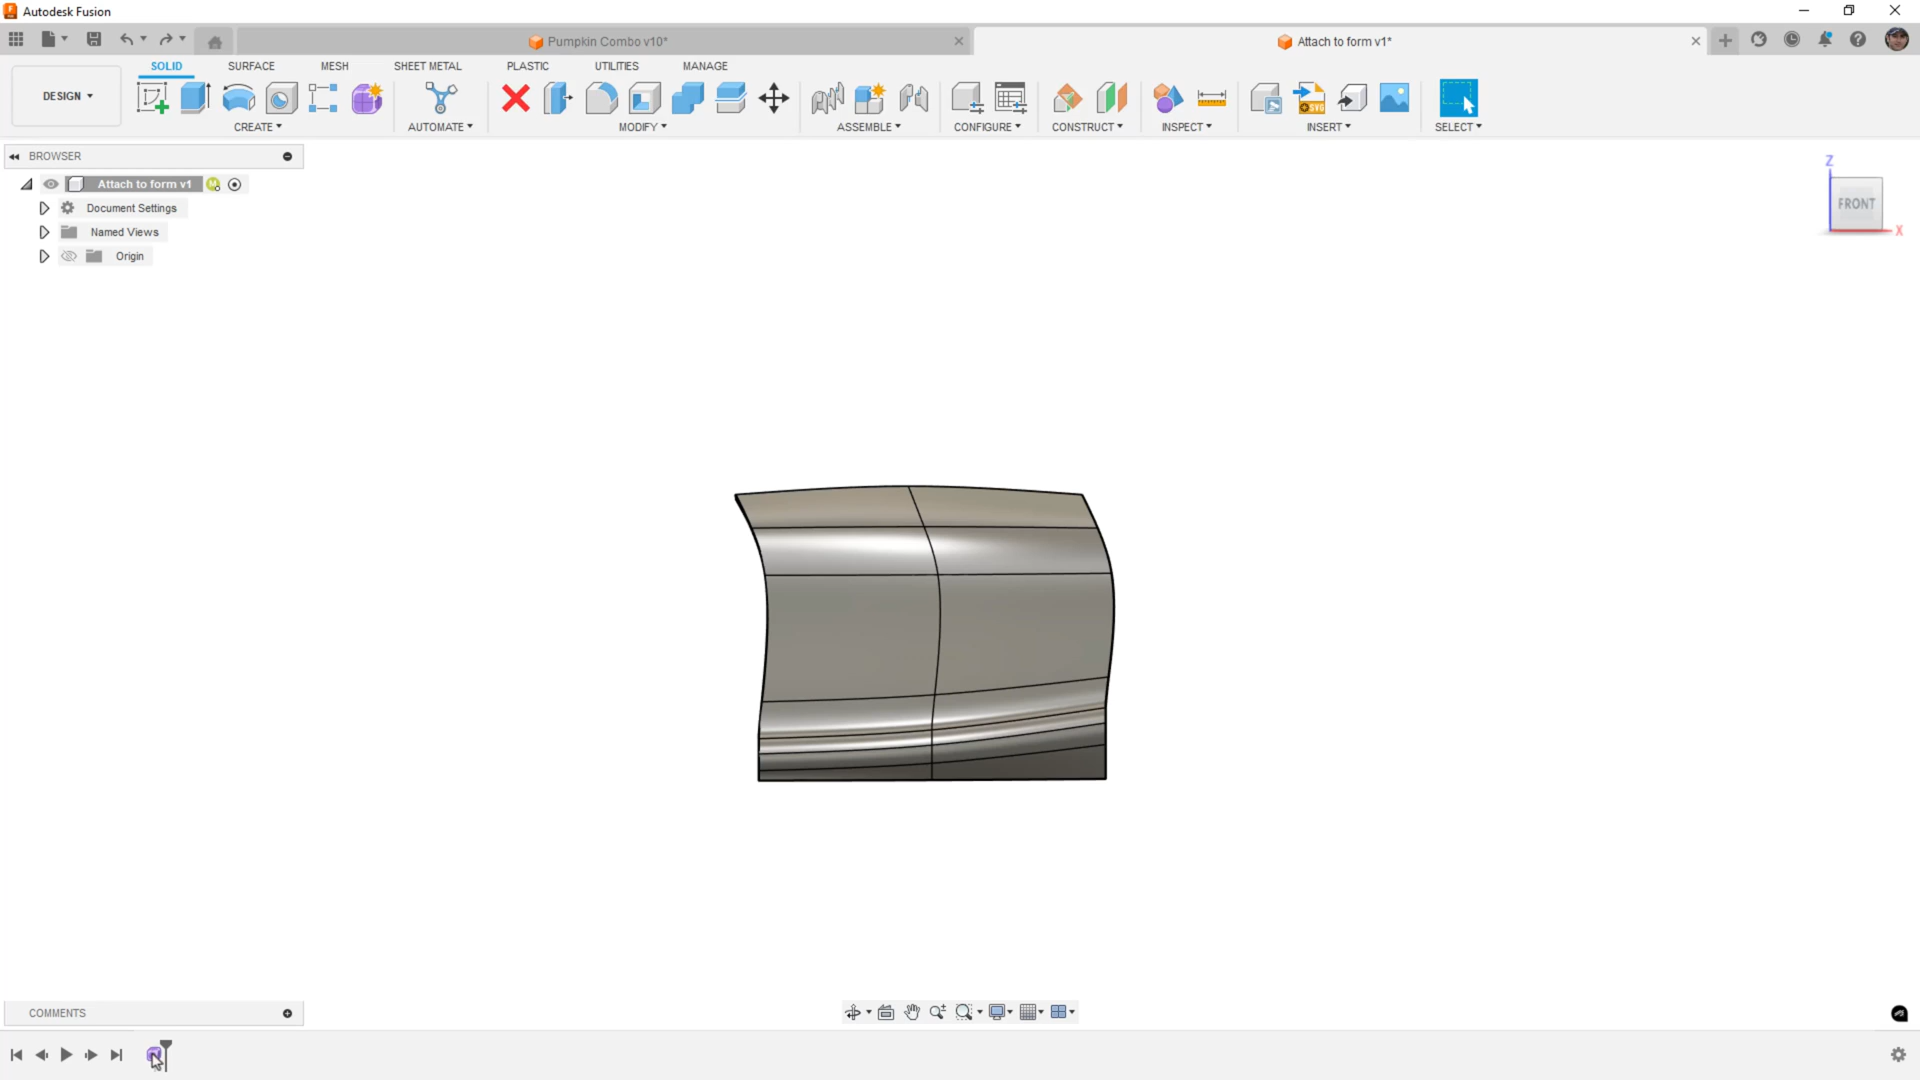 Autodesk Fusion
Pumpkin Combo v10*
Attach to form v1*
DESIGN
SOLID SURFACE MESH SHEET METAL PLASTIC UTILITIES MANAGE
CREATE AUTOMATE MODIFY ASSEMBLE CONFIGURE CONSTRUCT INSPECT INSERT SELECT
SVG
BROWSER
Attach to form v1
Document Settings
Named Views
Origin
Z
FRONT
X
COMMENTS